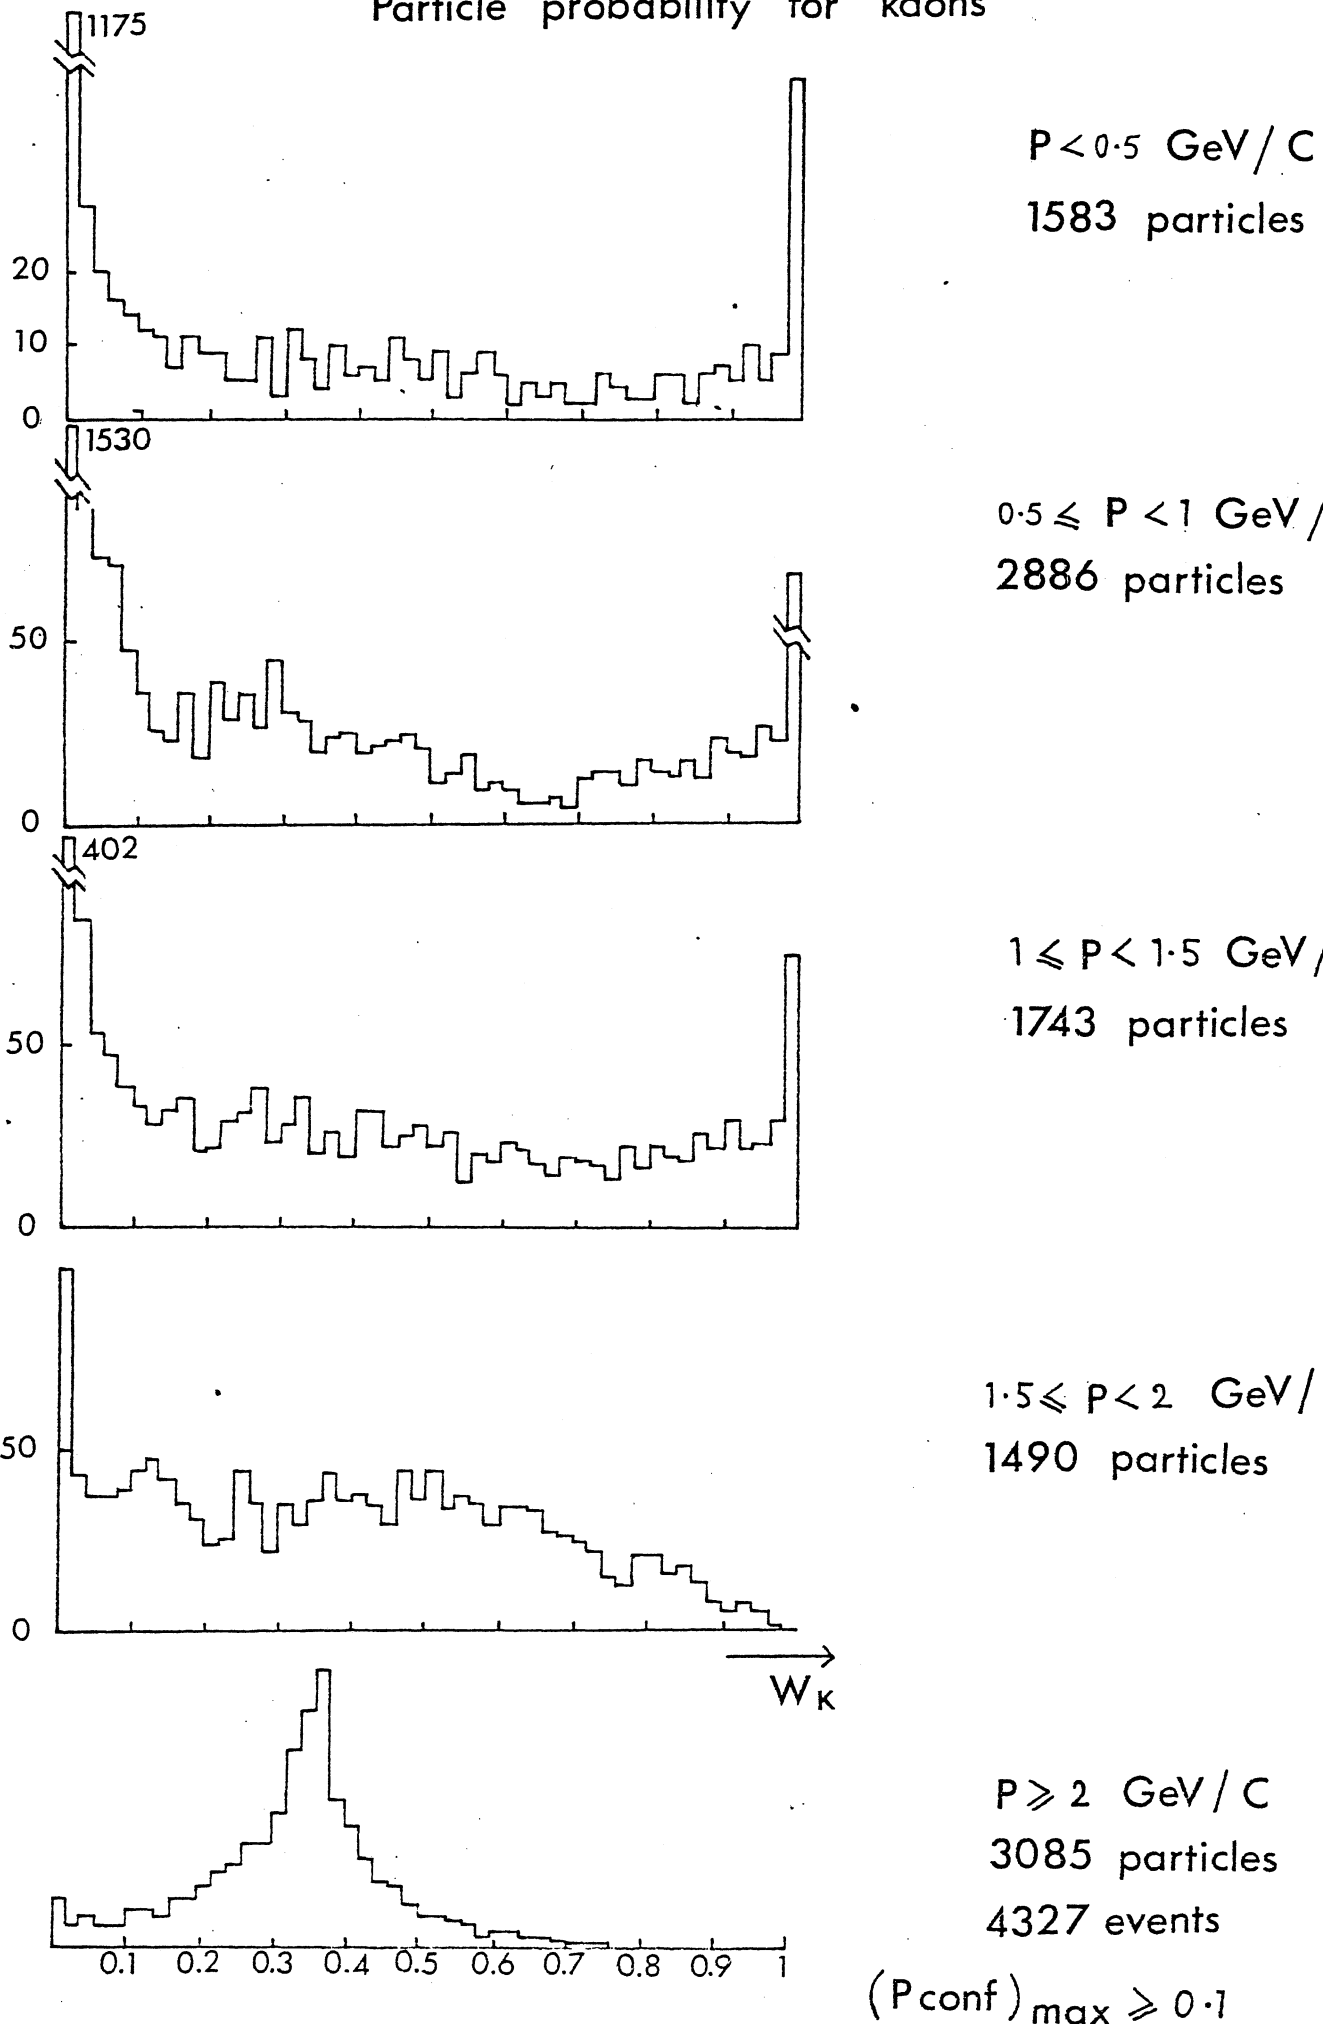 Particle probability for kaons
1175
P < 0·5 GeV / C
1583 particles
20
10
0
1530
0·5 ⩽ P < 1 GeV /
2886 particles
50
0
402
1 ⩽ P < 1·5 GeV /
1743 particles
50
0
1·5 ⩽ P < 2 GeV /
1490 particles
50
0
W K
P ⩾ 2 GeV / C
3085 particles
4327 events
0.1 0.2 0.3 0.4 0.5 0.6 0.7 0.8 0.9 1
(P conf) max ⩾ 0·1